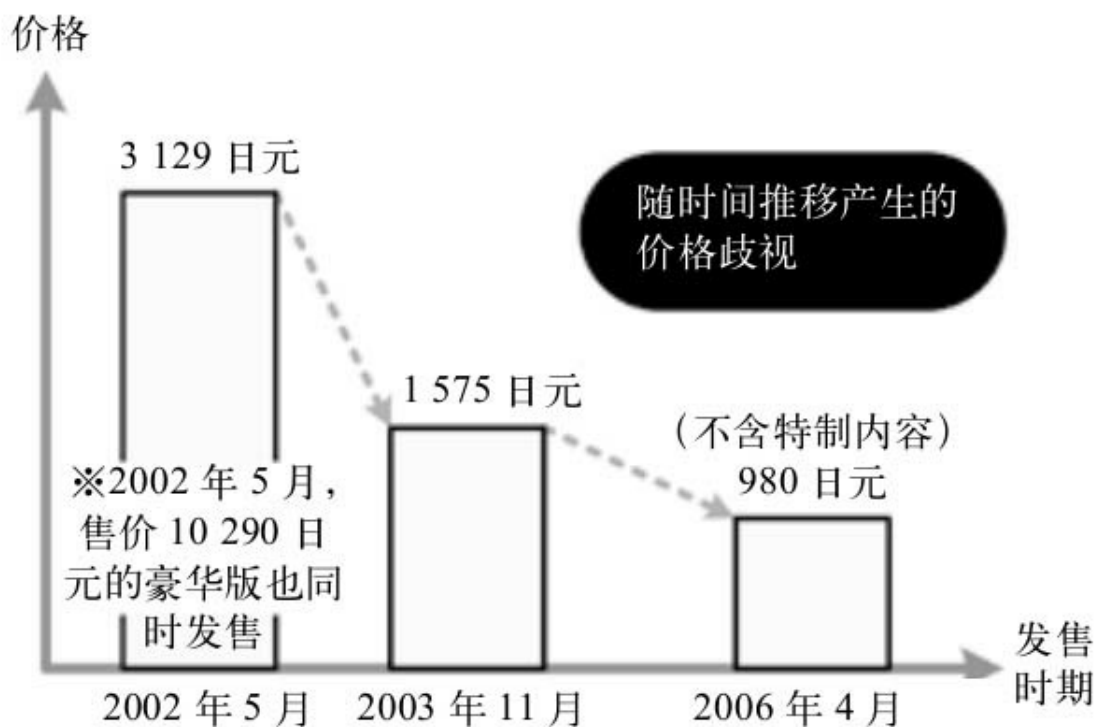 价格
3 129 日元
随时间推移产生的
价格歧视
1 575 日元
（不含特制内容）
980 日元
※2002 年 5 月，
售价 10 290 日
元的豪华版也同
时发售
发售
时期
2002 年 5 月
2003 年 11 月
2006 年 4 月